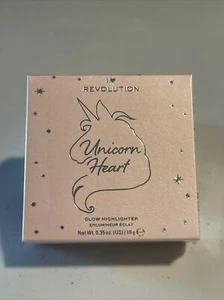 I ♥ REVOLUTION
Unicorn
Heart
GLOW HIGHLIGHTER
ENLUMINEUR ÉCLAT
Net Wt. 0.35 oz. (US) / 10 g ℮